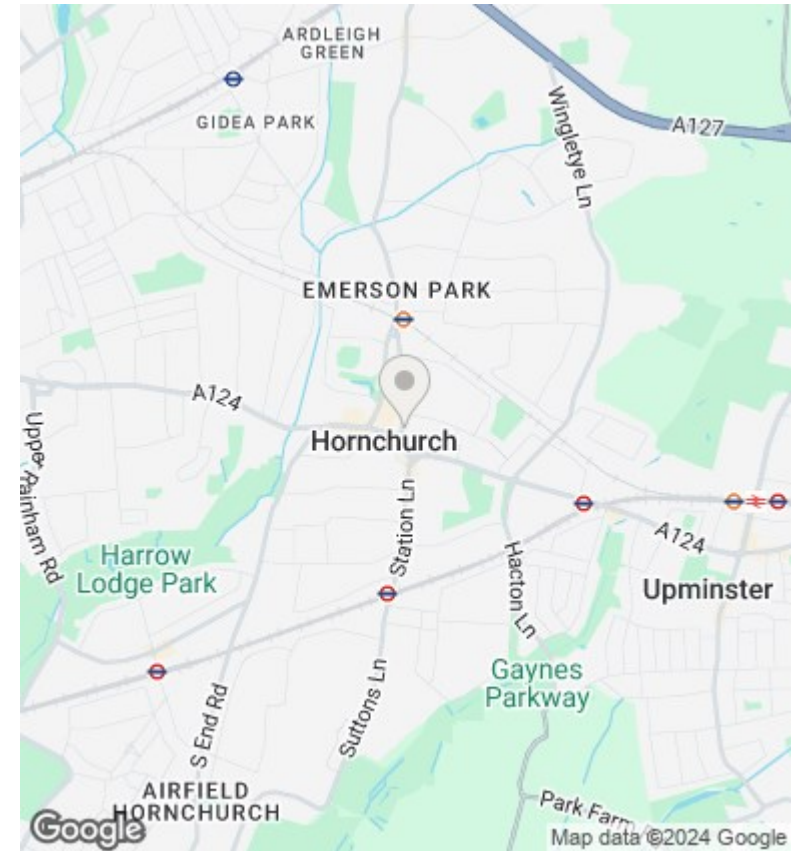 ARDLEIGH
GREEN
GIDEA PARK
A127
Wingletye Ln
EMERSON PARK
A124
Hornchurch
Upper Rainham Rd
Station Ln
Harrow
Lodge Park
A124
Hacton Ln
Upminster
Gaynes
Parkway
S End Rd
Suttons Ln
AIRFIELD
HORNCHURCH
Park Farm
Google
Map data ©2024 Google